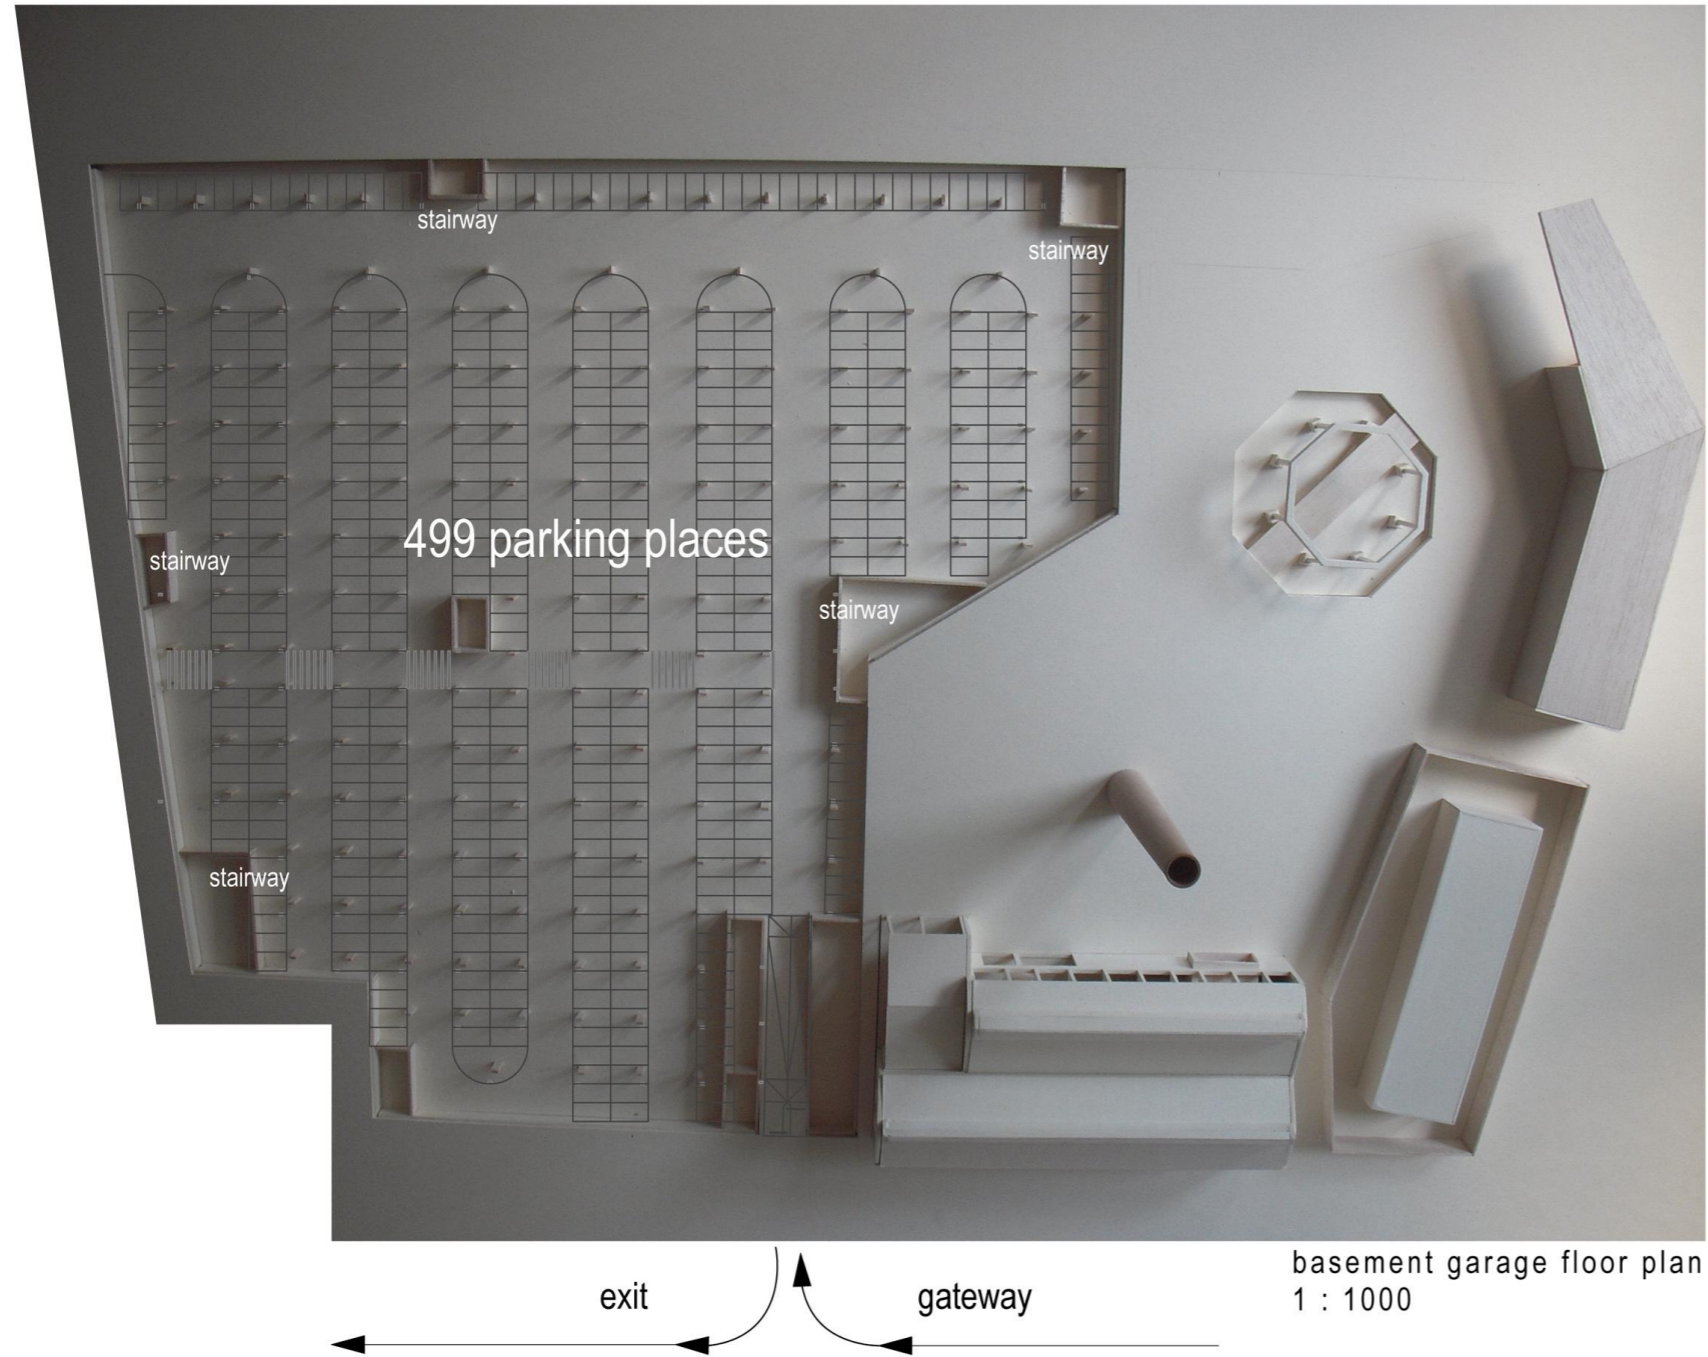 stairway
stairway
499 parking places
stairway
stairway
stairway
exit
gateway
basement garage floor plan
1 : 1000